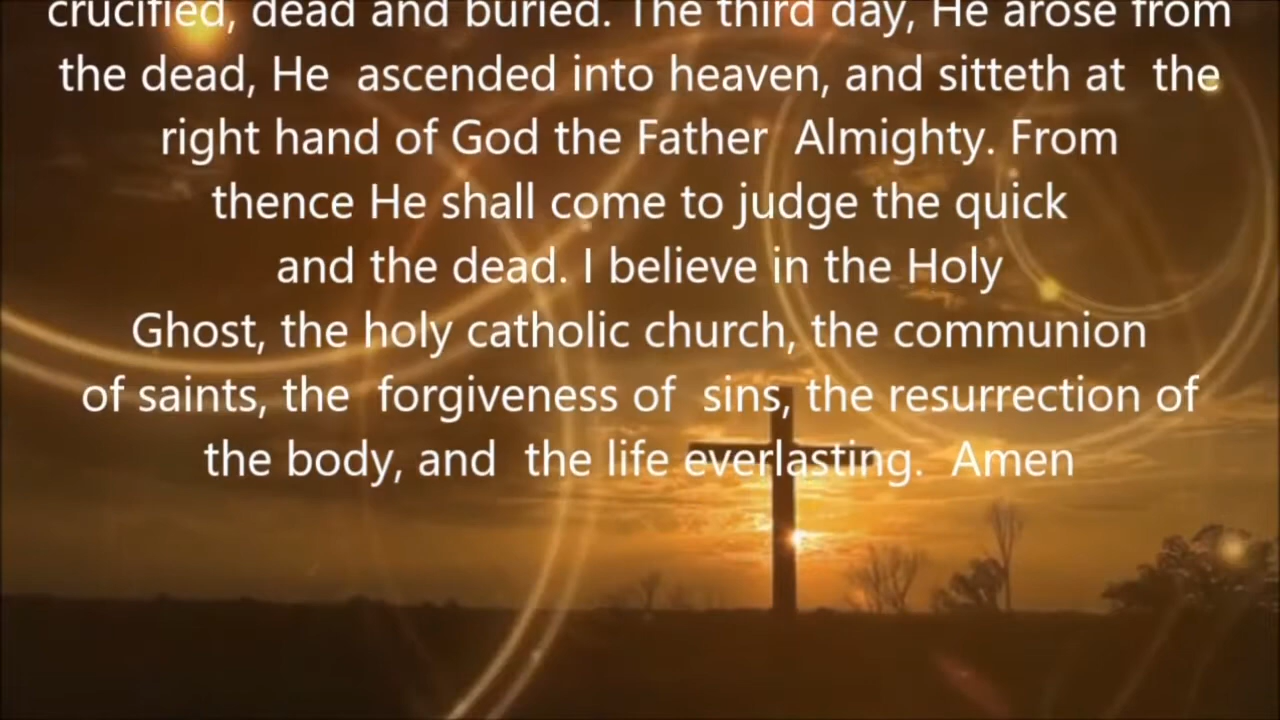 crucified, dead and buried. The third day, He arose from
the dead, He ascended into heaven, and sitteth at the
right hand of God the Father Almighty. From
thence He shall come to judge the quick
and the dead. I believe in the Holy
Ghost, the holy catholic church, the communion
of saints, the forgiveness of sins, the resurrection of
the body, and the life everlasting. Amen